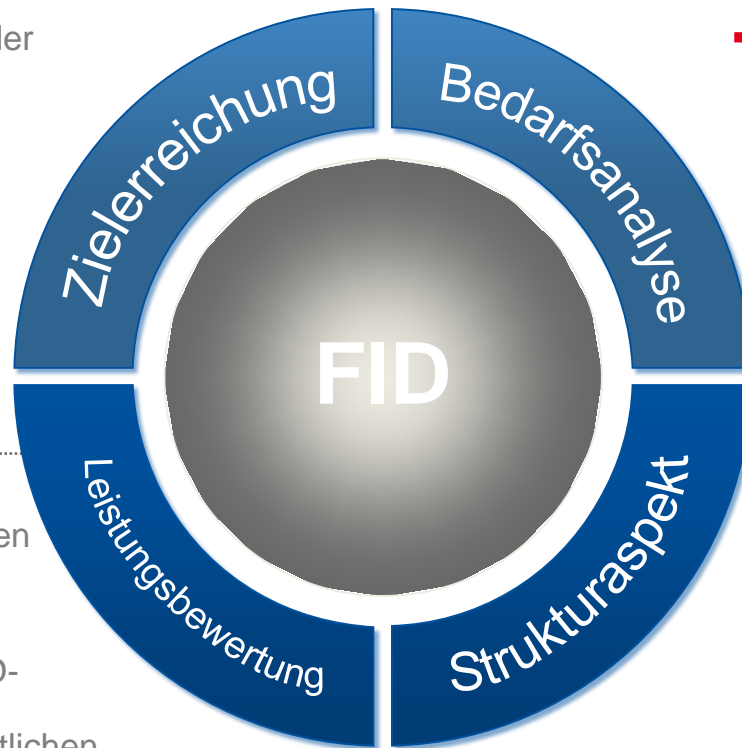 Zielerreichung
Bedarfsanalyse
FID
Leistungsbewertung
Strukturaspekt